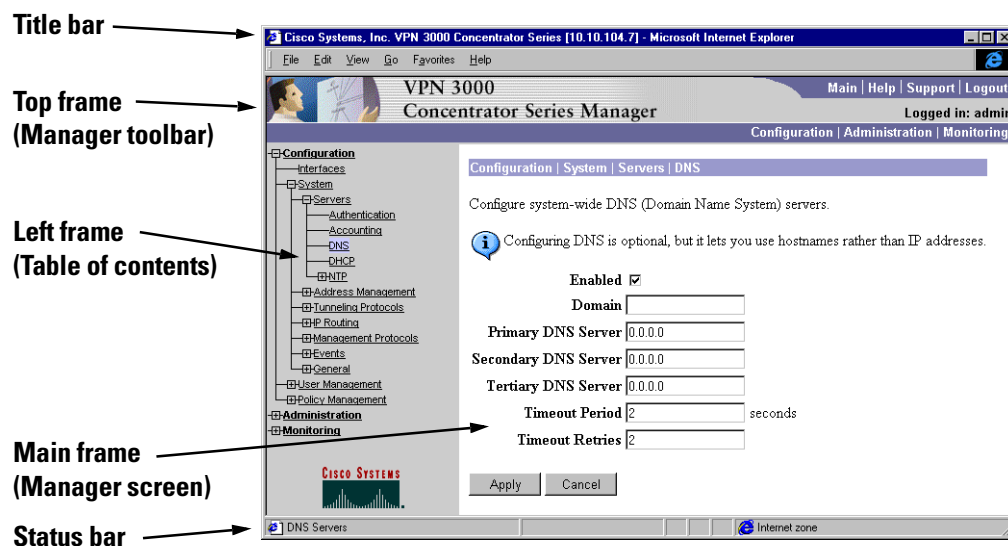 Title bar
Cisco Systems, Inc. VPN 3000 Concentrator Series [10.10.104.7] - Microsoft Internet Explorer
File Edit View Go Favorites Help
Top frame
(Manager toolbar)
VPN 3000
Concentrator Series Manager
Main | Help | Support | Logout
Logged in: admin
Configuration | Administration | Monitoring
Left frame
(Table of contents)
Configuration
Interfaces
System
Servers
Authentication
Accounting
DNS
DHCP
NTP
Address Management
Tunneling Protocols
IP Routing
Management Protocols
Events
General
User Management
Policy Management
Administration
Monitoring
CISCO SYSTEMS
Configuration | System | Servers | DNS
Configure system-wide DNS (Domain Name System) servers.
Configuring DNS is optional, but it lets you use hostnames rather than IP addresses.
Enabled
Domain
Primary DNS Server 0.0.0.0
Secondary DNS Server 0.0.0.0
Tertiary DNS Server 0.0.0.0
Timeout Period 2 seconds
Timeout Retries 2
Apply Cancel
Main frame
(Manager screen)
Status bar
DNS Servers
Internet zone